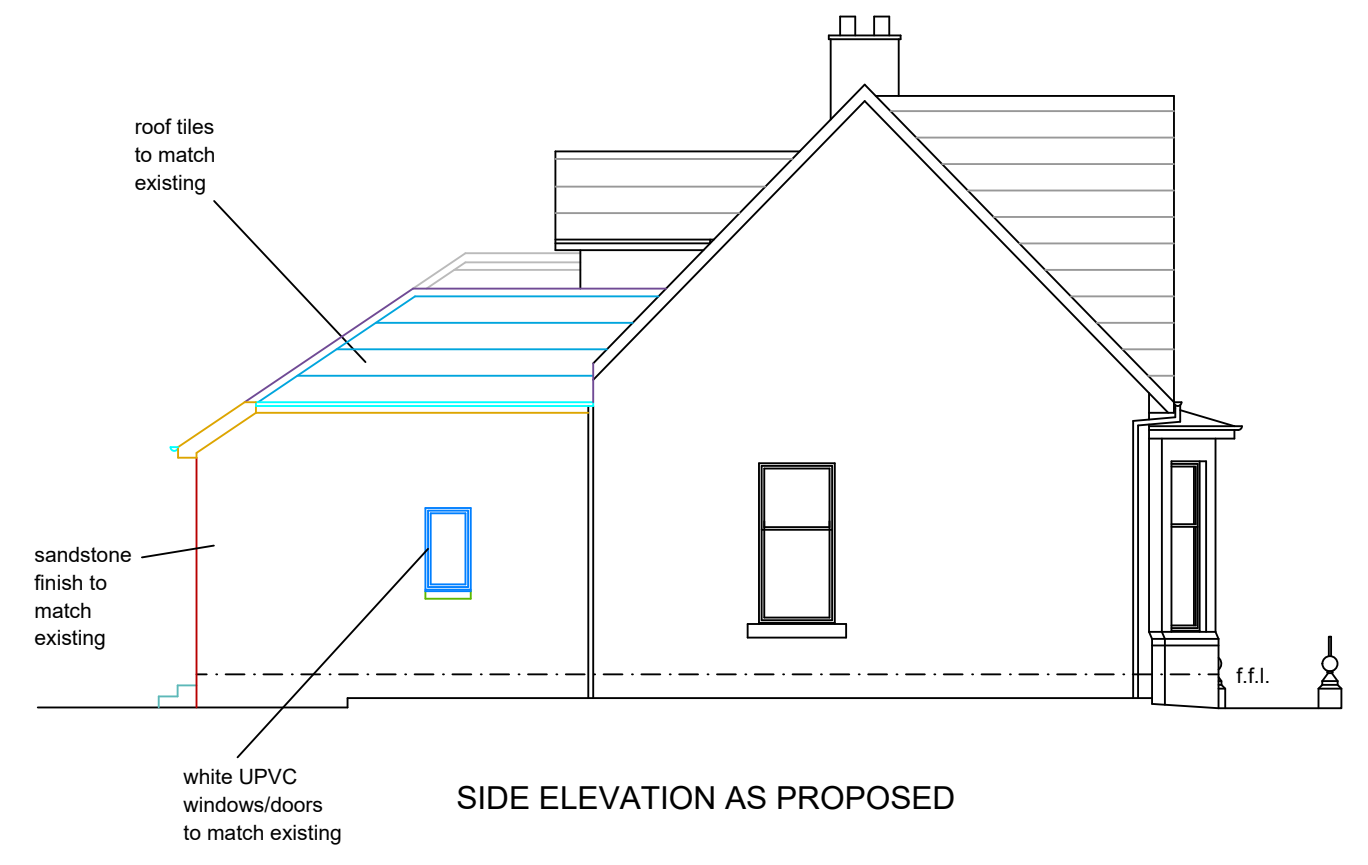 roof tiles
to match
existing
sandstone
finish to
match
existing
f.f.l.
white UPVC
windows/doors
to match existing
SIDE ELEVATION AS PROPOSED